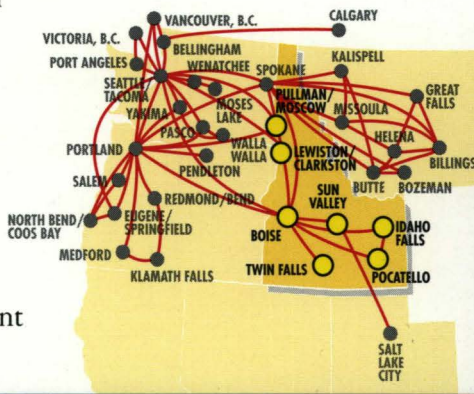 VANCOUVER, B.C.
CALGARY
VICTORIA, B.C.
BELLINGHAM
PORT ANGELES
WENATCHEE
SPOKANE
KALISPELL
SEATTLE/
TACOMA
MOSES
LAKE
PULLMAN/
MOSCOW
MISSOULA
GREAT
FALLS
YAKIMA
PASCO
HELENA
PORTLAND
WALLA
WALLA
LEWISTON/
CLARKSTON
BILLINGS
PENDLETON
BUTTE
BOZEMAN
SALEM
REDMOND/BEND
SUN
VALLEY
NORTH BEND/
COOS BAY
EUGENE/
SPRINGFIELD
BOISE
IDAHO
FALLS
MEDFORD
KLAMATH FALLS
TWIN FALLS
POCATELLO
nt
SALT
LAKE
CITY